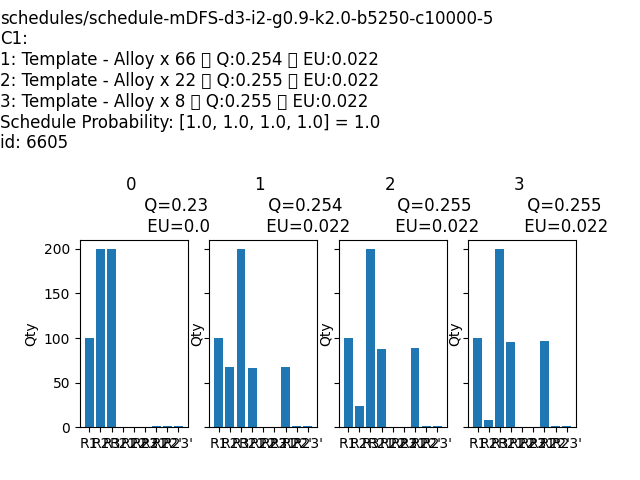 schedules/schedule-mDFS-d3-i2-g0.9-k2.0-b5250-c10000-5
C1:
1: Template - Alloy x 66 ▯ Q:0.254 ▯ EU:0.022
2: Template - Alloy x 22 ▯ Q:0.255 ▯ EU:0.022
3: Template - Alloy x 8 ▯ Q:0.255 ▯ EU:0.022
Schedule Probability: [1.0, 1.0, 1.0, 1.0] = 1.0
id: 6605
0 1 2 3
Q=0.23 Q=0.254 Q=0.255 Q=0.255
EU=0.0 EU=0.022 EU=0.022 EU=0.022
200
150
100
50
0
Qty Qty Qty Qty